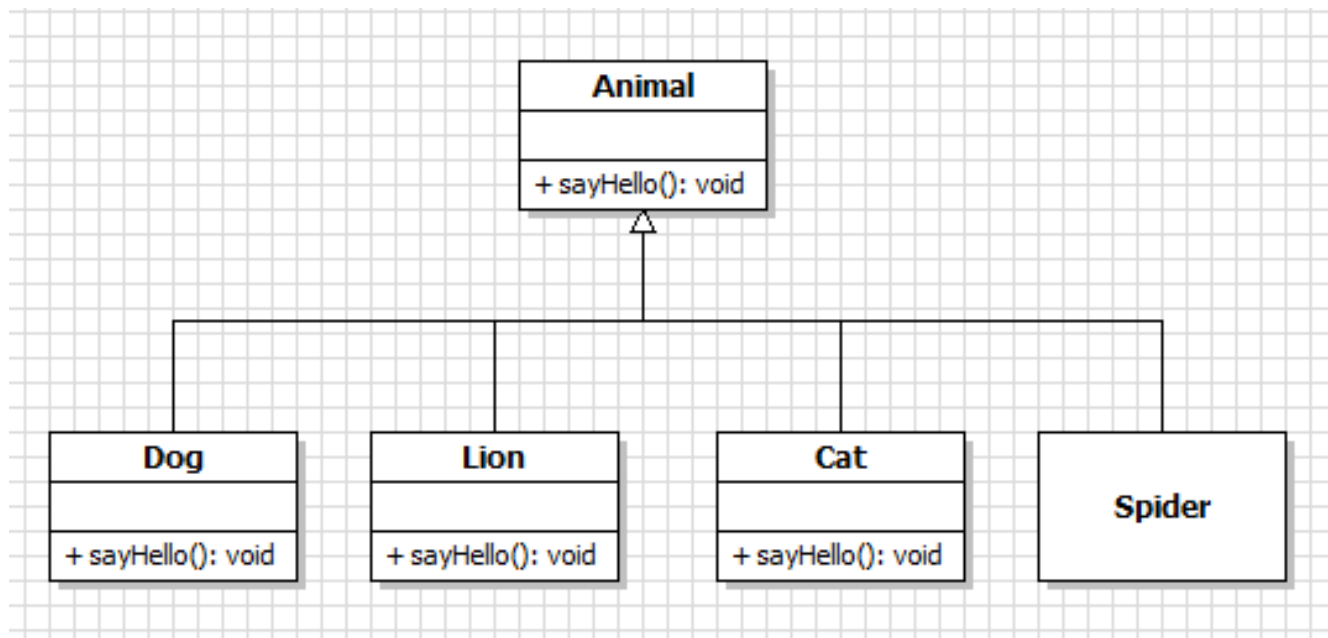 Animal
+ sayHello(): void
Dog
+ sayHello(): void
Lion
+ sayHello(): void
Cat
+ sayHello(): void
Spider